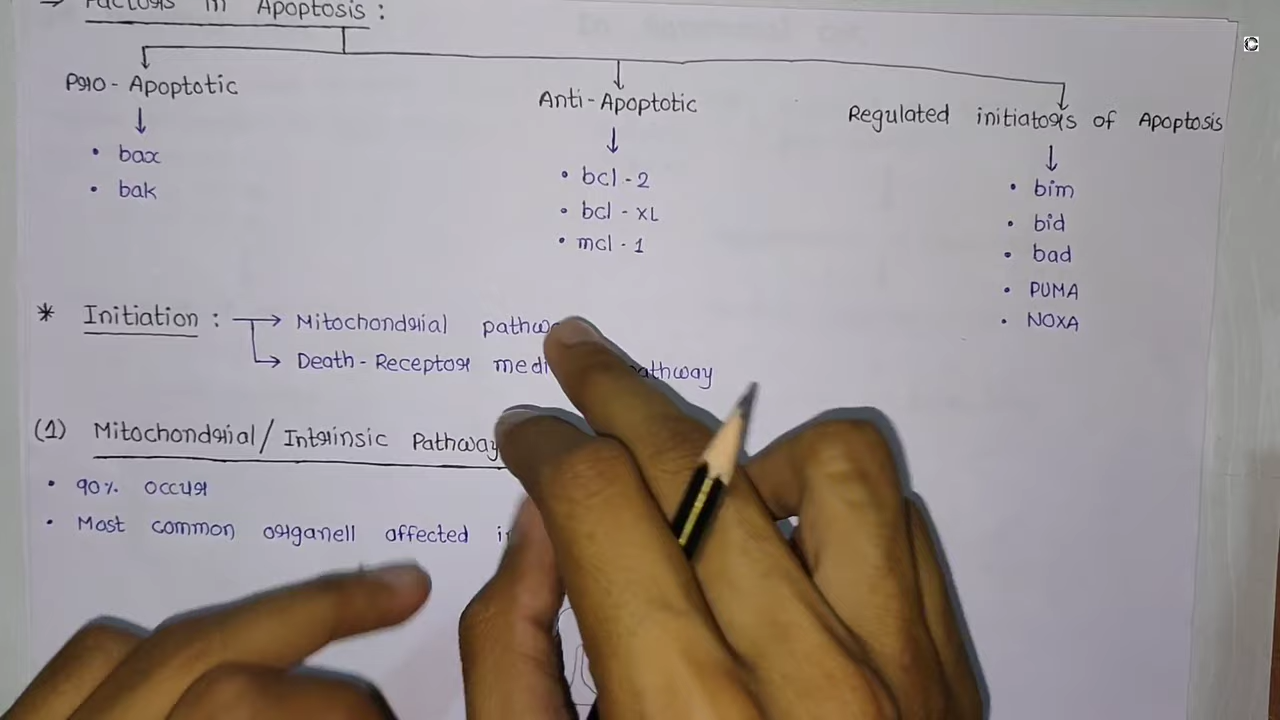 → Factors in Apoptosis :
Pro - Apoptotic
• bax
• bak
Anti - Apoptotic
• bcl - 2
• bcl - XL
• mcl - 1
Regulated initiators of Apoptosis
• bim
• bid
• bad
• PUMA
• NOXA
* Initiation : → Mitochondrial
→ Death - Receptor
(1) Mitochondrial / Intrinsic Pathway
• 90% occur
• Most common organell affected